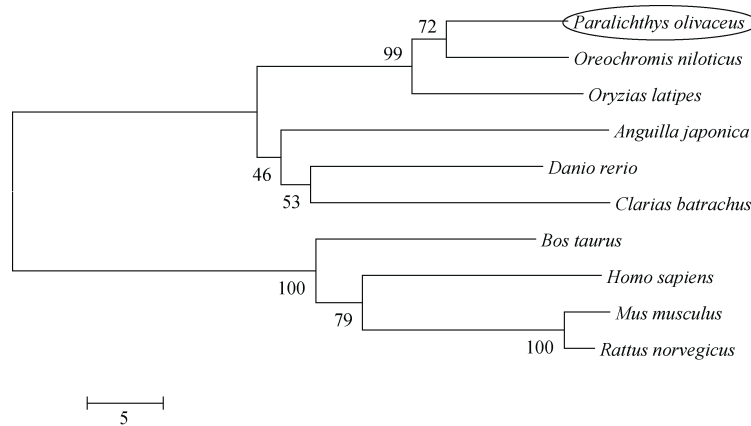 72
Paralichthys olivaceus
99
Oreochromis niloticus
Oryzias latipes
Anguilla japonica
46
Danio rerio
53
Clarias batrachus
Bos taurus
100
Homo sapiens
79
Mus musculus
100
Rattus norvegicus
5